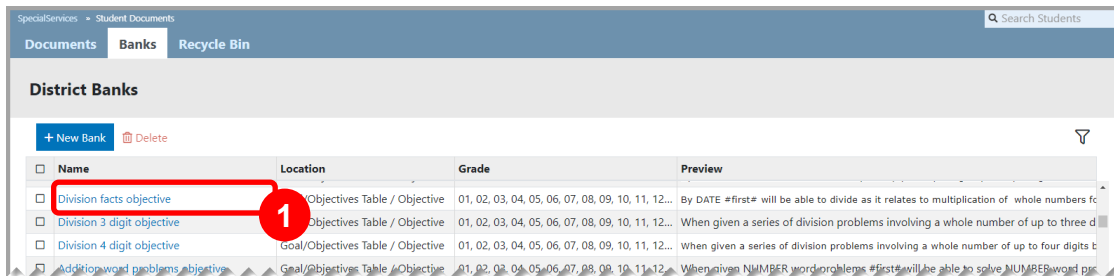 SpecialServices » Student Documents
Search Students
Documents Banks Recycle Bin
District Banks
+ New Bank Delete
Name Location Grade Preview
Division facts objective /Objectives Table / Objective 01, 02, 03, 04, 05, 06, 07, 08, 09, 10, 11, 12... By DATE #first# will be able to divide as it relates to multiplication of whole numbers
1
Division 3 digit objective Goal/Objectives Table / Objective 01, 02, 03, 04, 05, 06, 07, 08, 09, 10, 11, 12... When given a series of division problems involving a whole number of up to three d
Division 4 digit objective Goal/Objectives Table / Objective 01, 02, 03, 04, 05, 06, 07, 08, 09, 10, 11, 12... When given a series of division problems involving a whole number of up to four digits b
Addition word problems objective Goal/Objectives Table / Objective 01, 02, 03, 04, 05, 06, 07, 08, 09, 10, 11, 12... When given NUMBER word problems #first# will be able to solve NUMBER word